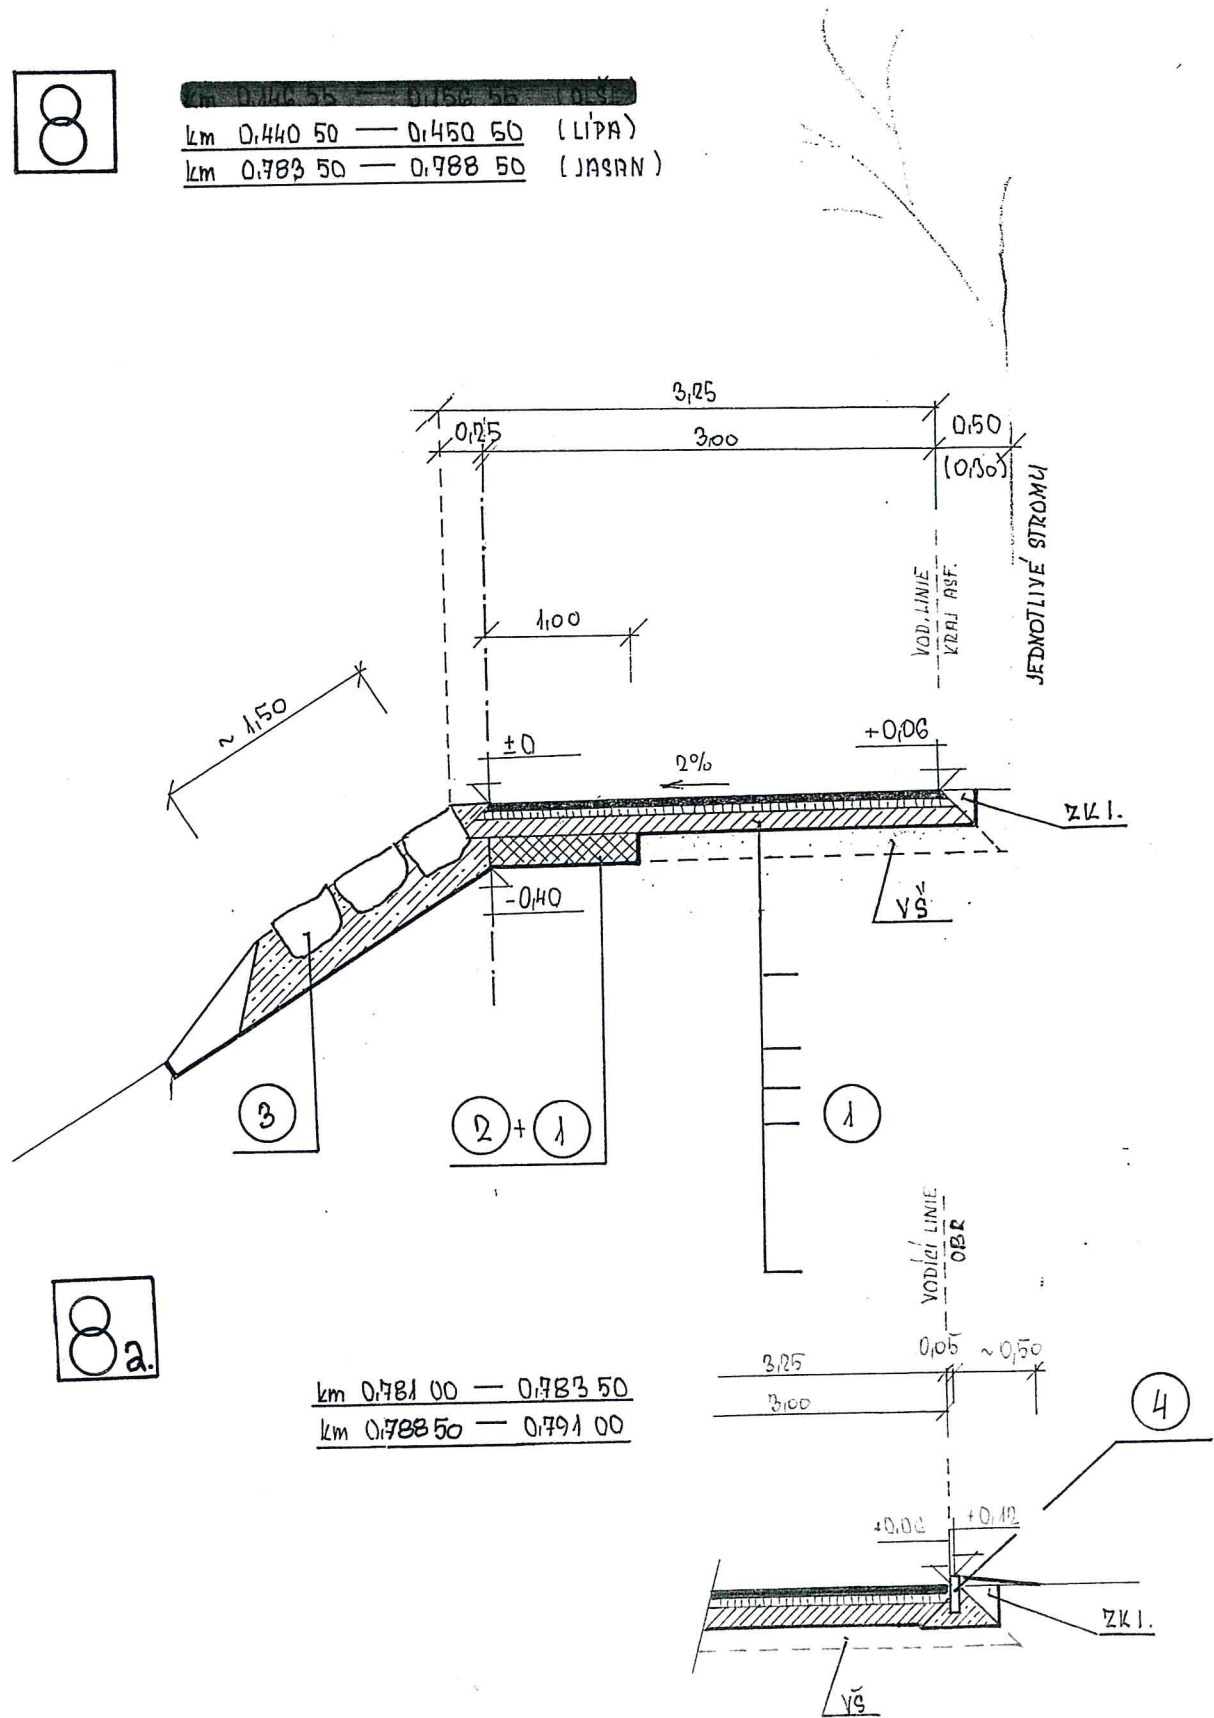 8
km 0,440 50 — 0,450 50 (LÍPA)
km 0,783 50 — 0,788 50 (JASAN)
3,25
0,25
3,00
0,50
(0,30)
JEDNOTLIVÉ STROMY
VOD. LINIE
KRAJ ASF.
1,00
~ 1,50
±0
+0,06
2%
ZKI.
VŠ
-0,40
3
2 + 1
1
VODÍCÍ LINIE
OBR
8a.
0,05
~0,50
3,25
km 0,781 00 — 0,783 50
3,00
4
km 0,788 50 — 0,791 00
+0,06
+0,12
ZKI.
VŠ